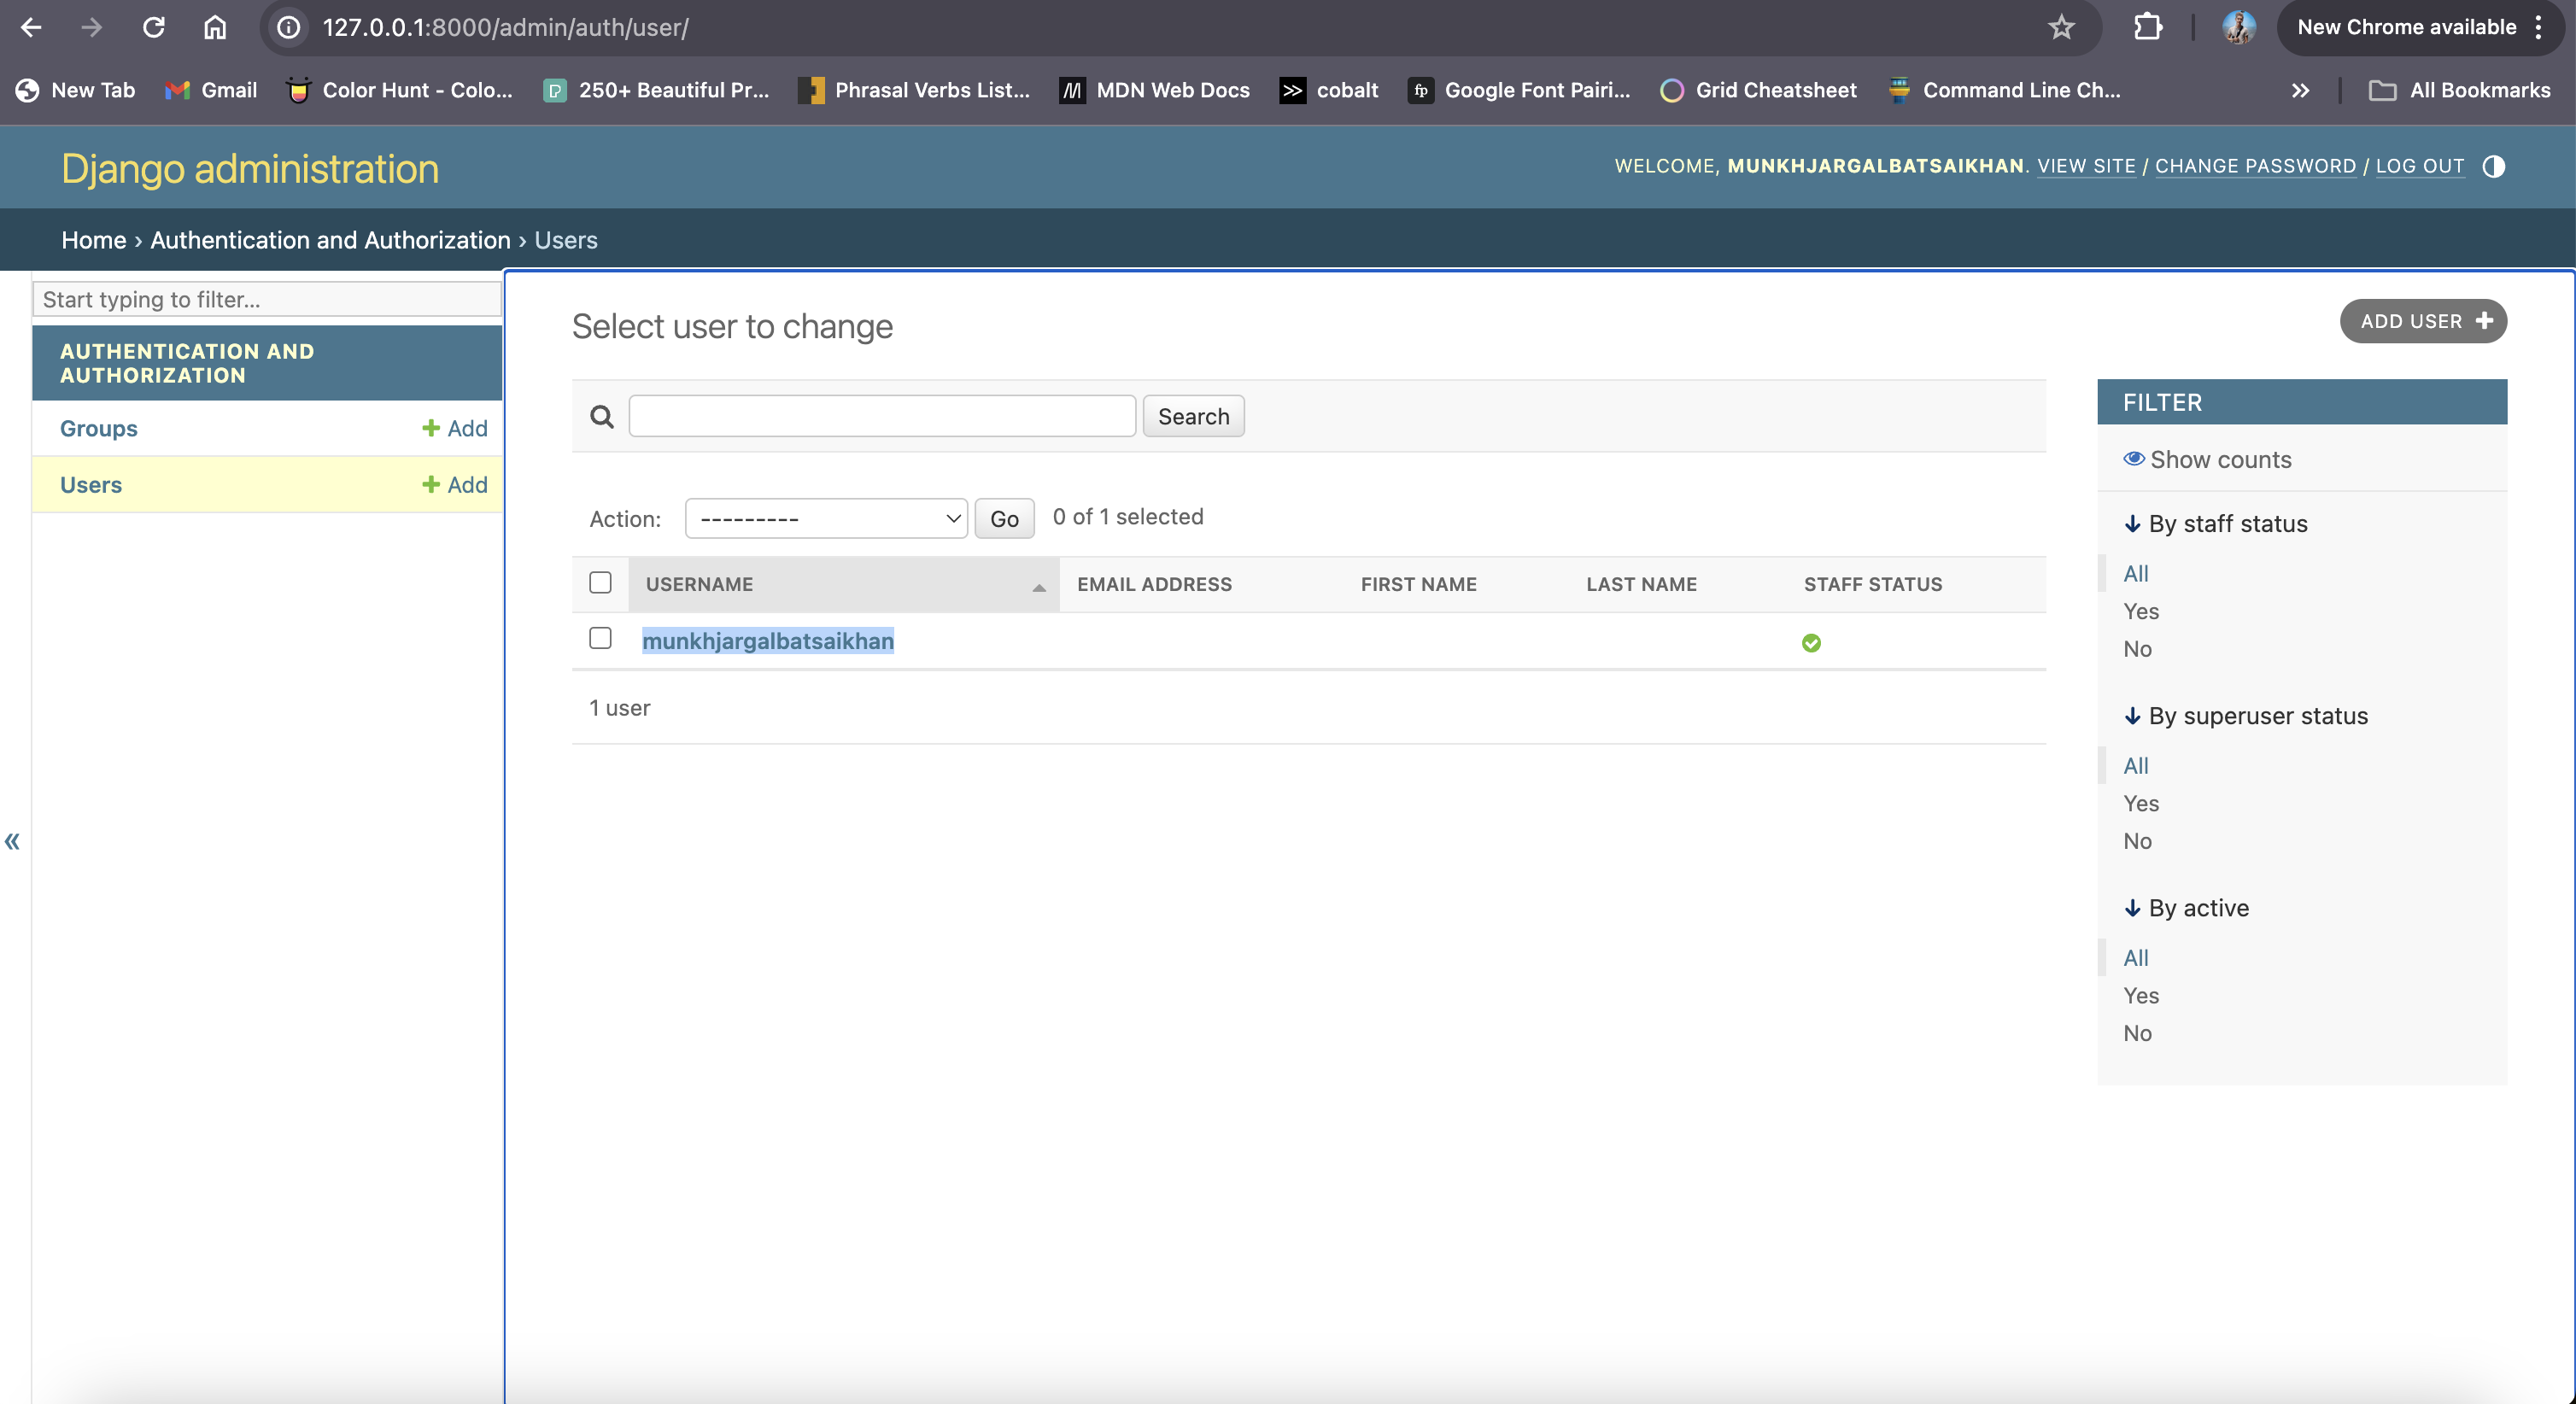 127.0.0.1:8000/admin/auth/user/
New Chrome available
New Tab
Gmail
Color Hunt - Colo...
250+ Beautiful Pr...
Phrasal Verbs List...
MDN Web Docs
cobalt
fp
Google Font Pairi...
Grid Cheatsheet
Command Line Ch...
All Bookmarks
Django administration
WELCOME, MUNKHJARGALBATSAIKHAN. VIEW SITE / CHANGE PASSWORD / LOG OUT
Home › Authentication and Authorization › Users
Start typing to filter...
AUTHENTICATION AND
AUTHORIZATION
Groups
+ Add
Users
+ Add
«
Select user to change
ADD USER +
Search
Action:
---------
Go
0 of 1 selected
USERNAME
EMAIL ADDRESS
FIRST NAME
LAST NAME
STAFF STATUS
munkhjargalbatsaikhan
1 user
FILTER
Show counts
↓ By staff status
All
Yes
No
↓ By superuser status
All
Yes
No
↓ By active
All
Yes
No